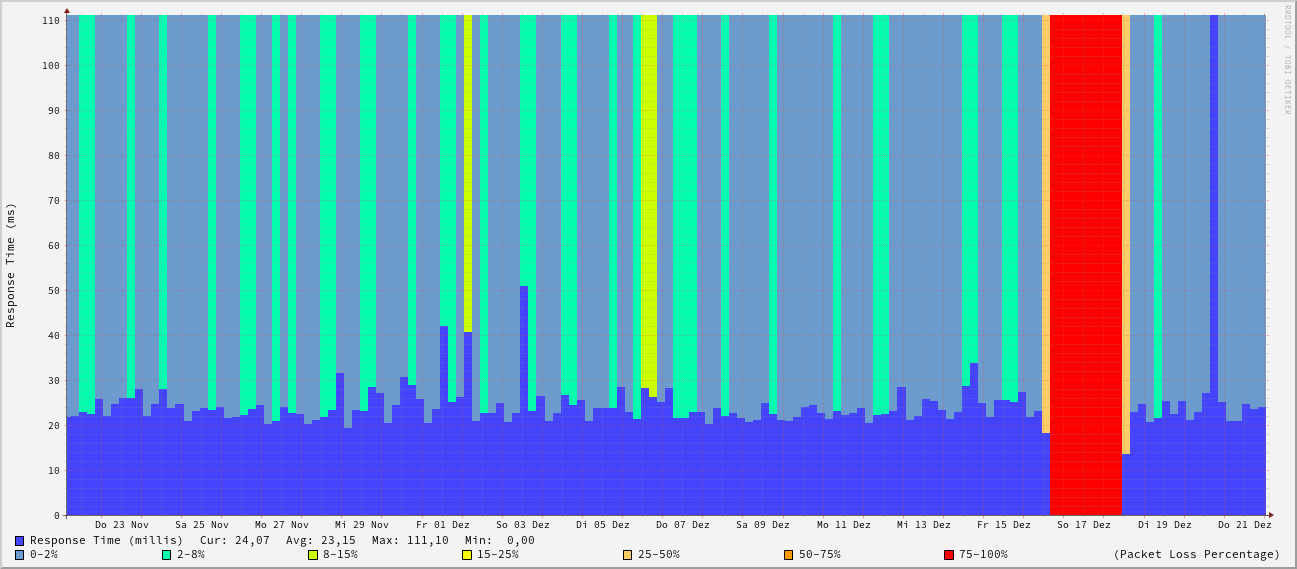 RRDTOOL / TOBI OETIKER
Response Time (ms)
110
100
90
80
70
60
50
40
30
20
10
0
Do 23 Nov Sa 25 Nov Mo 27 Nov Mi 29 Nov Fr 01 Dez So 03 Dez Di 05 Dez Do 07 Dez Sa 09 Dez Mo 11 Dez Mi 13 Dez Fr 15 Dez So 17 Dez Di 19 Dez Do 21 Dez
Response Time (millis) Cur: 24,07 Avg: 23,15 Max: 111,10 Min: 0,00
0-2% 2-8% 8-15% 15-25% 25-50% 50-75% 75-100% (Packet Loss Percentage)